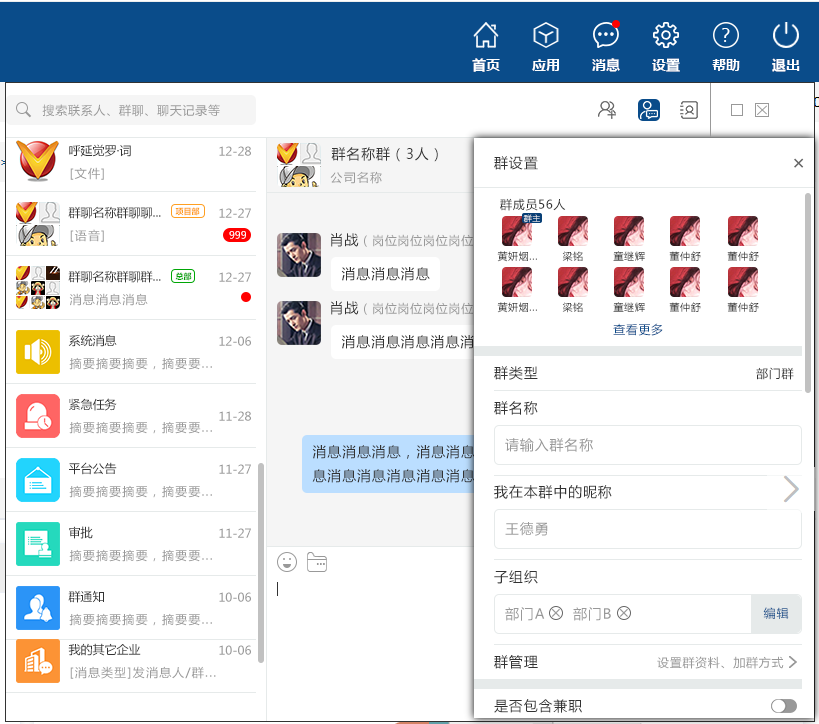 首页 应用 消息 设置 帮助 退出
搜索联系人、群聊、聊天记录等
呼延觉罗·词 12-28
[文件]
群聊名称群聊聊... 项目部 12-27
[语音] 999
群聊名称群聊群... 总部 12-27
消息消息消息
系统消息 12-06
摘要摘要摘要，摘要要...
紧急任务
11-28
摘要摘要摘要，摘要要...
平台公告 11-27
摘要摘要摘要，摘要要...
审批 11-27
摘要摘要摘要，摘要要...
群通知 10-06
摘要摘要摘要，摘要要...
我的其它企业 10-06
[消息类型]发消息人/群...
群名称群（3人）
公司名称
肖战（岗位岗位岗位岗位
消息消息消息
肖战（岗位岗位岗位岗位
消息消息消息消息消
消息消息消息，消息消息
息消息消息消息消息消息
群设置
群成员56人
群主
黄妍烟... 梁铭 童继辉 董仲舒 董仲舒
黄妍烟... 梁铭 童继辉 董仲舒 董仲舒
查看更多
群类型 部门群
群名称
请输入群名称
我在本群中的昵称
王德勇
子组织
部门A 部门B 编辑
群管理 设置群资料、加群方式
是否包含兼职